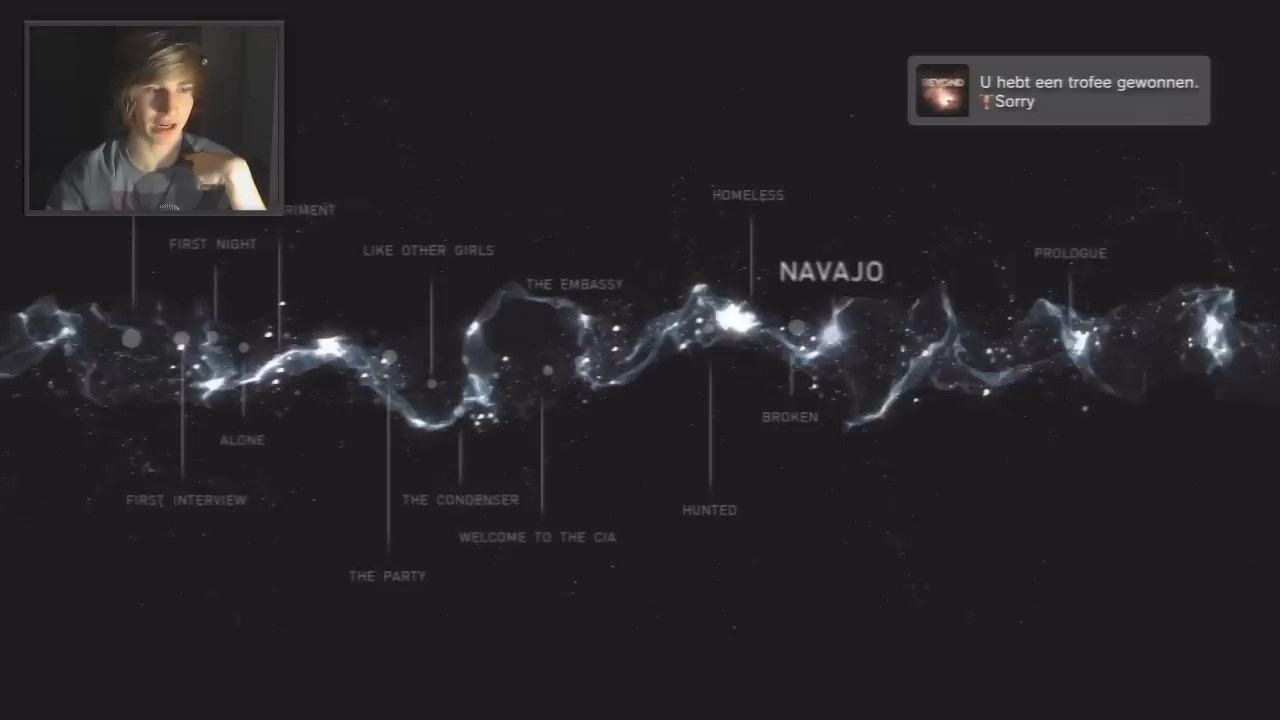 BEYOND
U hebt een trofee gewonnen.
Sorry
HOMELESS
RIMENT
FIRST NIGHT
LIKE OTHER GIRLS
PROLOGUE
NAVAJO
THE EMBASSY
BROKEN
ALONE
FIRST INTERVIEW
THE CONDENSER
HUNTED
WELCOME TO THE CIA
THE PARTY